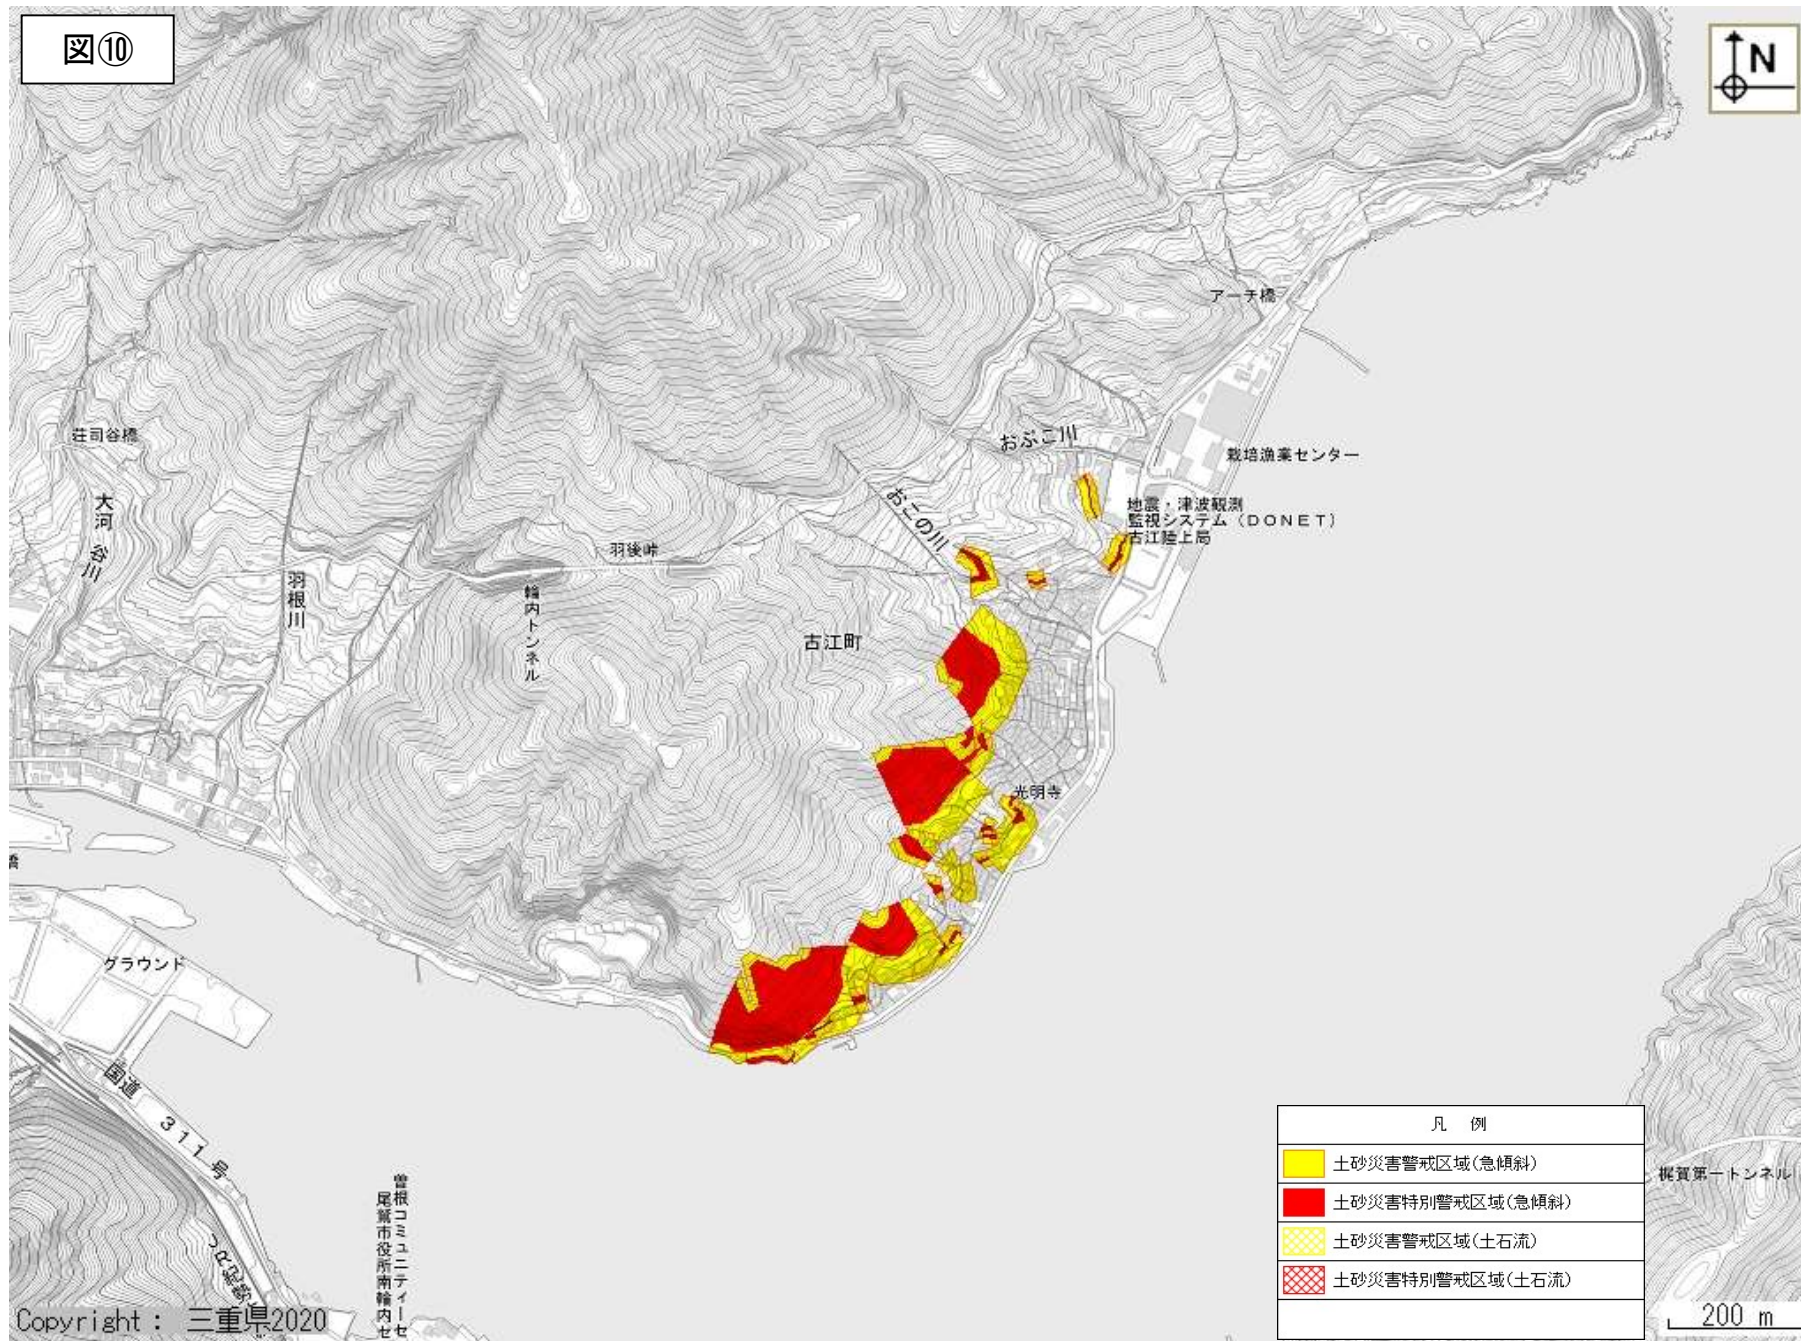 図⑩
N
アーチ橋
荘司谷橋
おぶこ川
栽培漁業センター
大河谷川
おこの川
地震・津波観測
監視システム（ＤＯＮＥＴ）
古江陸上局
羽後峠
羽根川
輪内トンネル
古江町
光明寺
橋
グラウンド
国道 311号
凡 例
土砂災害警戒区域(急傾斜)
土砂災害特別警戒区域(急傾斜)
土砂災害警戒区域(土石流)
土砂災害特別警戒区域(土石流)
梶賀第一トンネル
曽根コミュニティーセ
尾鷲市役所南輪内セ
Copyright : 三重県2020
200 m